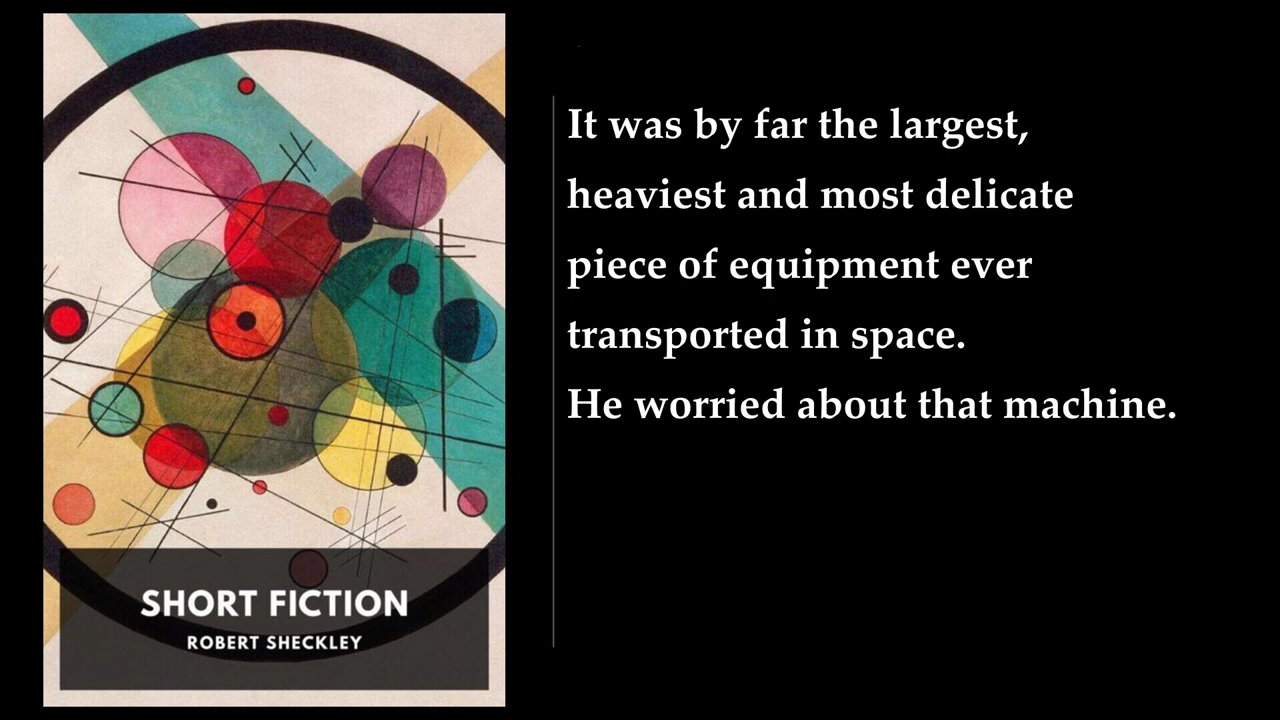 SHORT FICTION
ROBERT SHECKLEY
It was by far the largest,
heaviest and most delicate
piece of equipment ever
transported in space.
He worried about that machine.